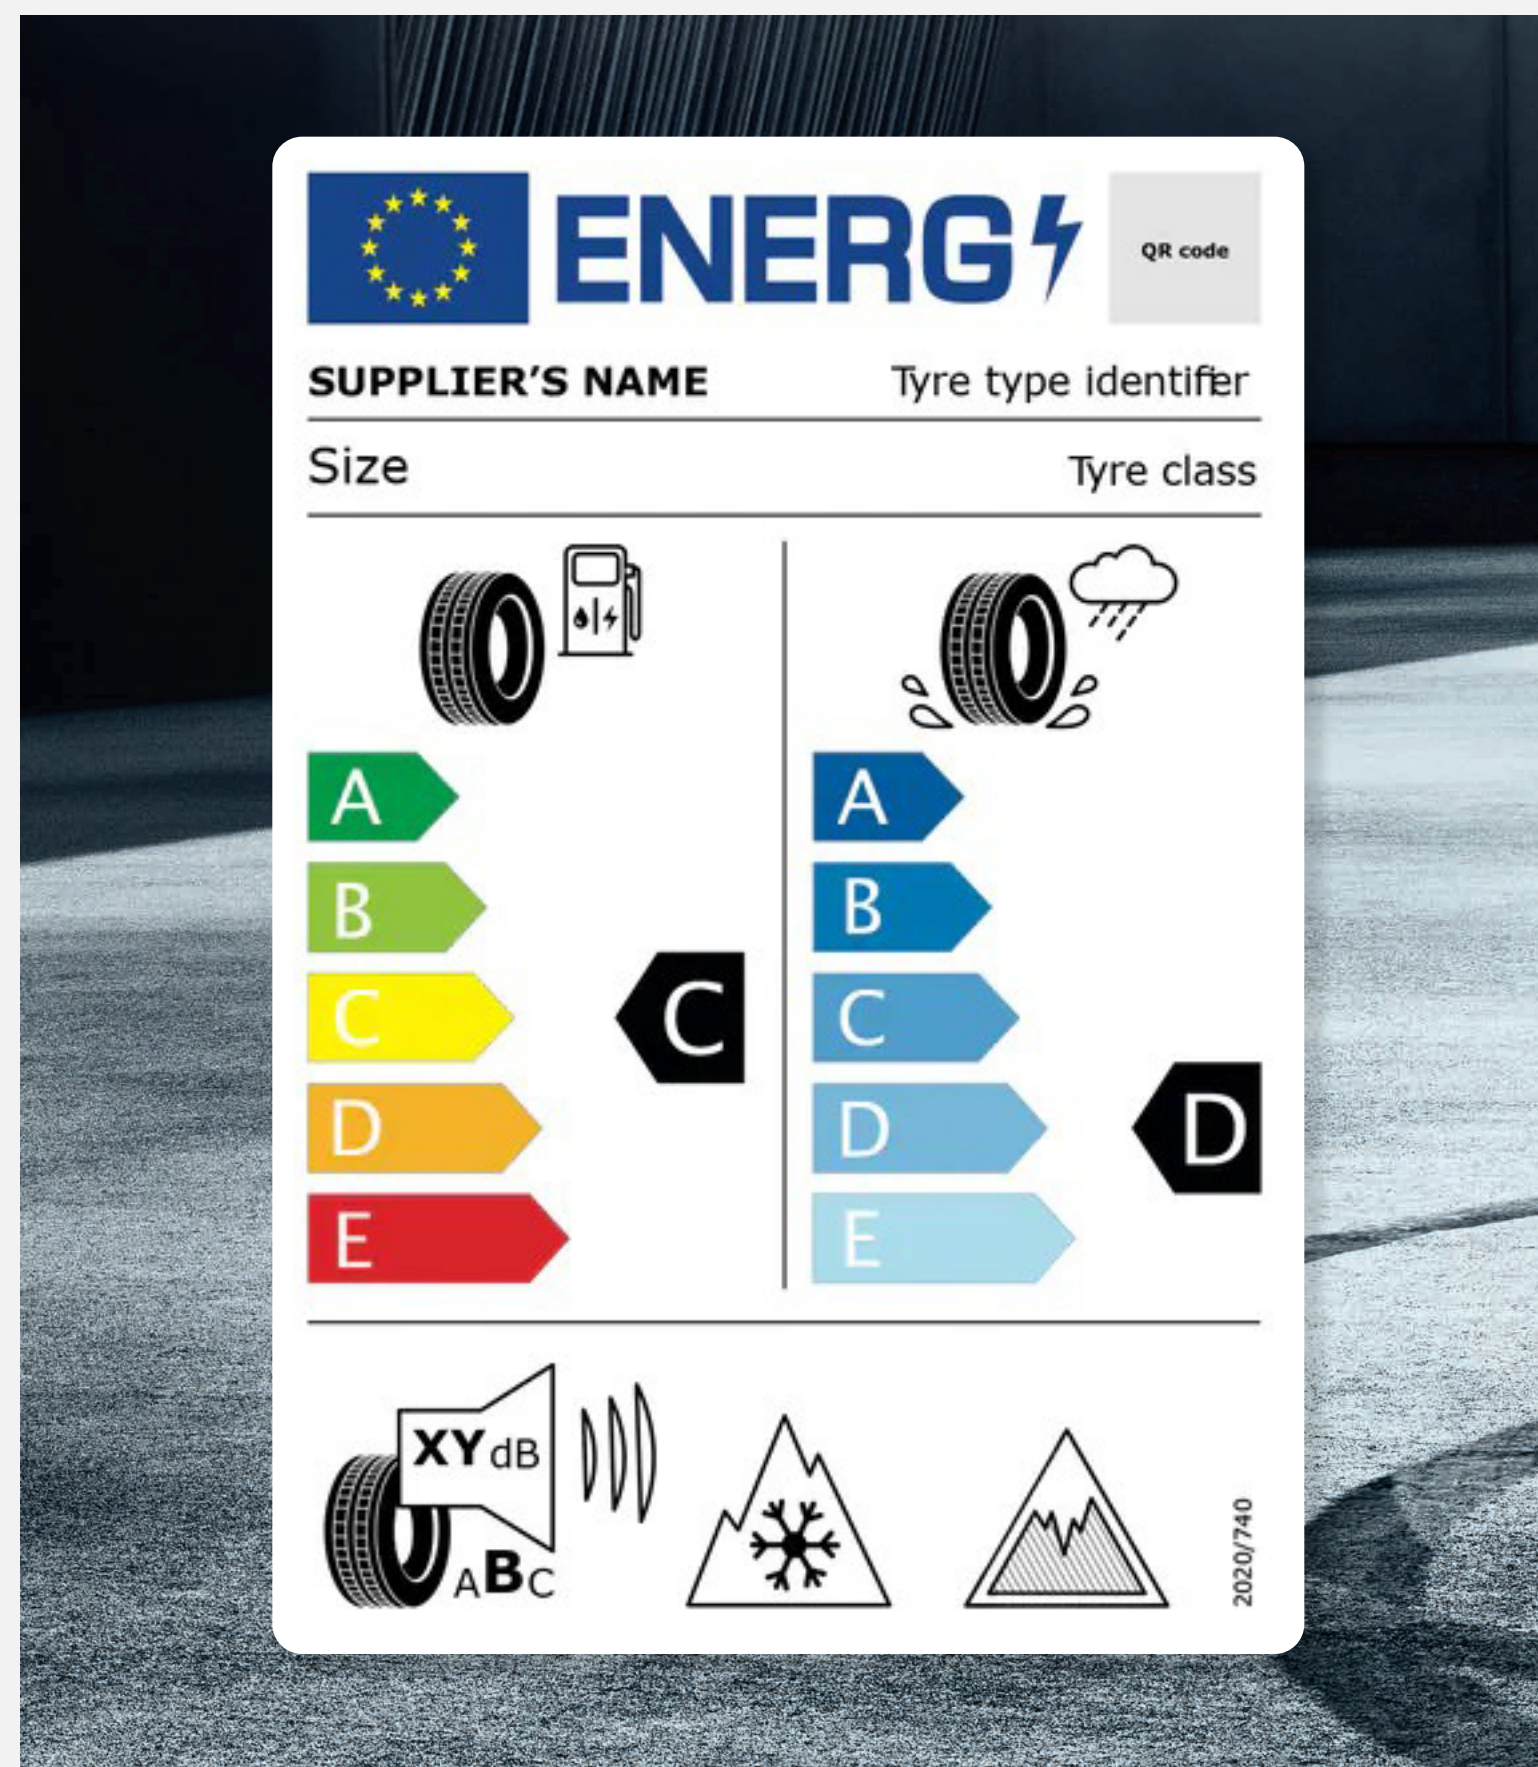 ENERG
QR code
SUPPLIER'S NAME
Tyre type identifier
Size
Tyre class
A
B
C
D
E
C
A
B
C
D
E
D
XY dB
ABC
2020/740